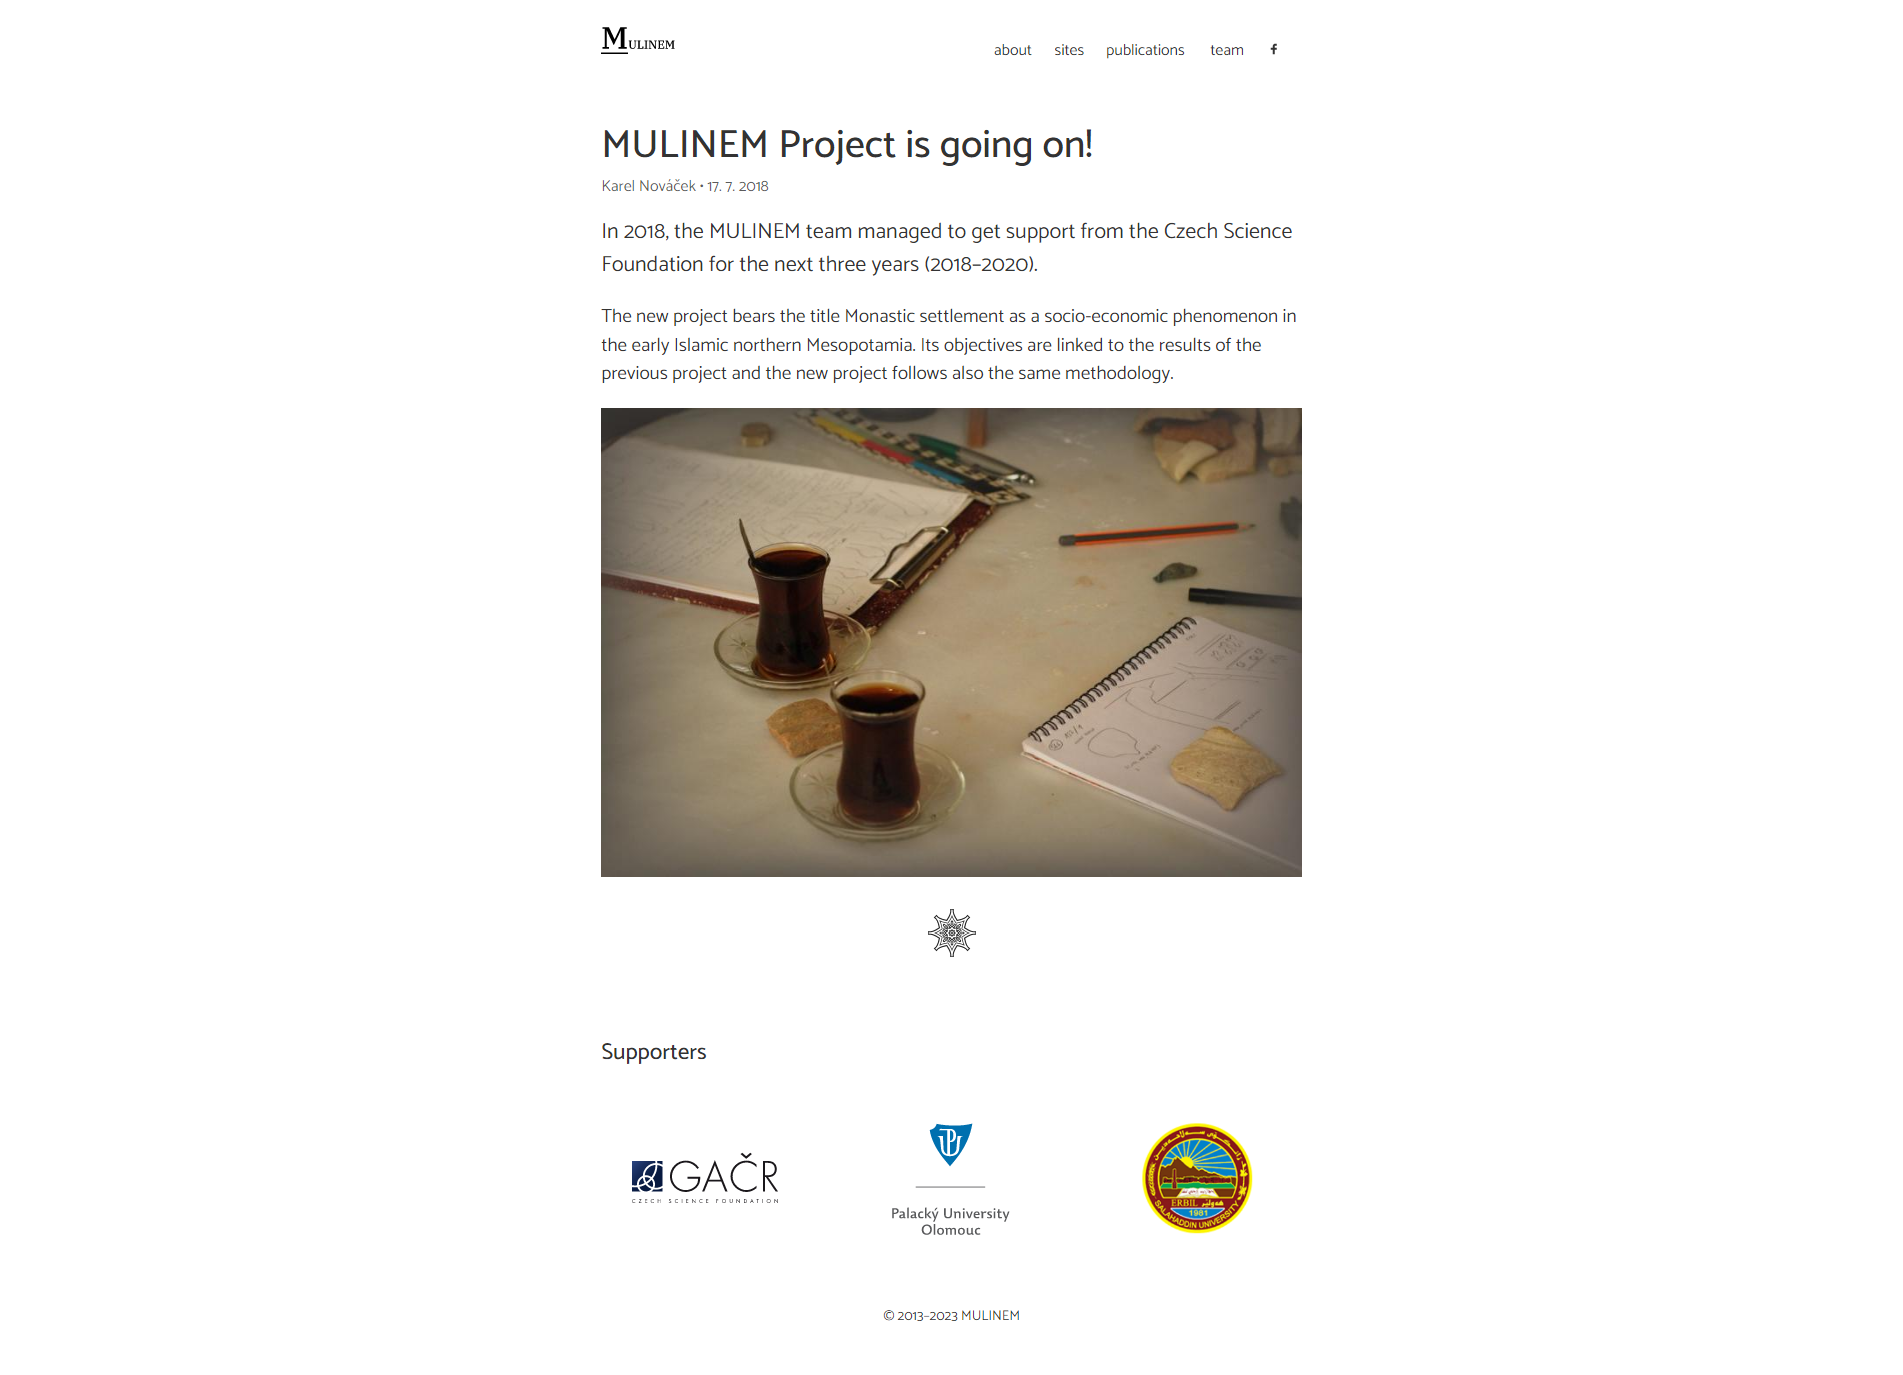 MULINEM
about sites publications team f
MULINEM Project is going on!
Karel Nováček • 17. 7. 2018
In 2018, the MULINEM team managed to get support from the Czech Science
Foundation for the next three years (2018–2020).
The new project bears the title Monastic settlement as a socio-economic phenomenon in
the early Islamic northern Mesopotamia. Its objectives are linked to the results of the
previous project and the new project follows also the same methodology.
Supporters
GAČR
CZECH SCIENCE FOUNDATION
UP
Palacký University
Olomouc
زانكۆی سەلاحەدین
ERBIL هەولێر
1981
SALAHADDIN UNIVERSITY
© 2013–2023 MULINEM